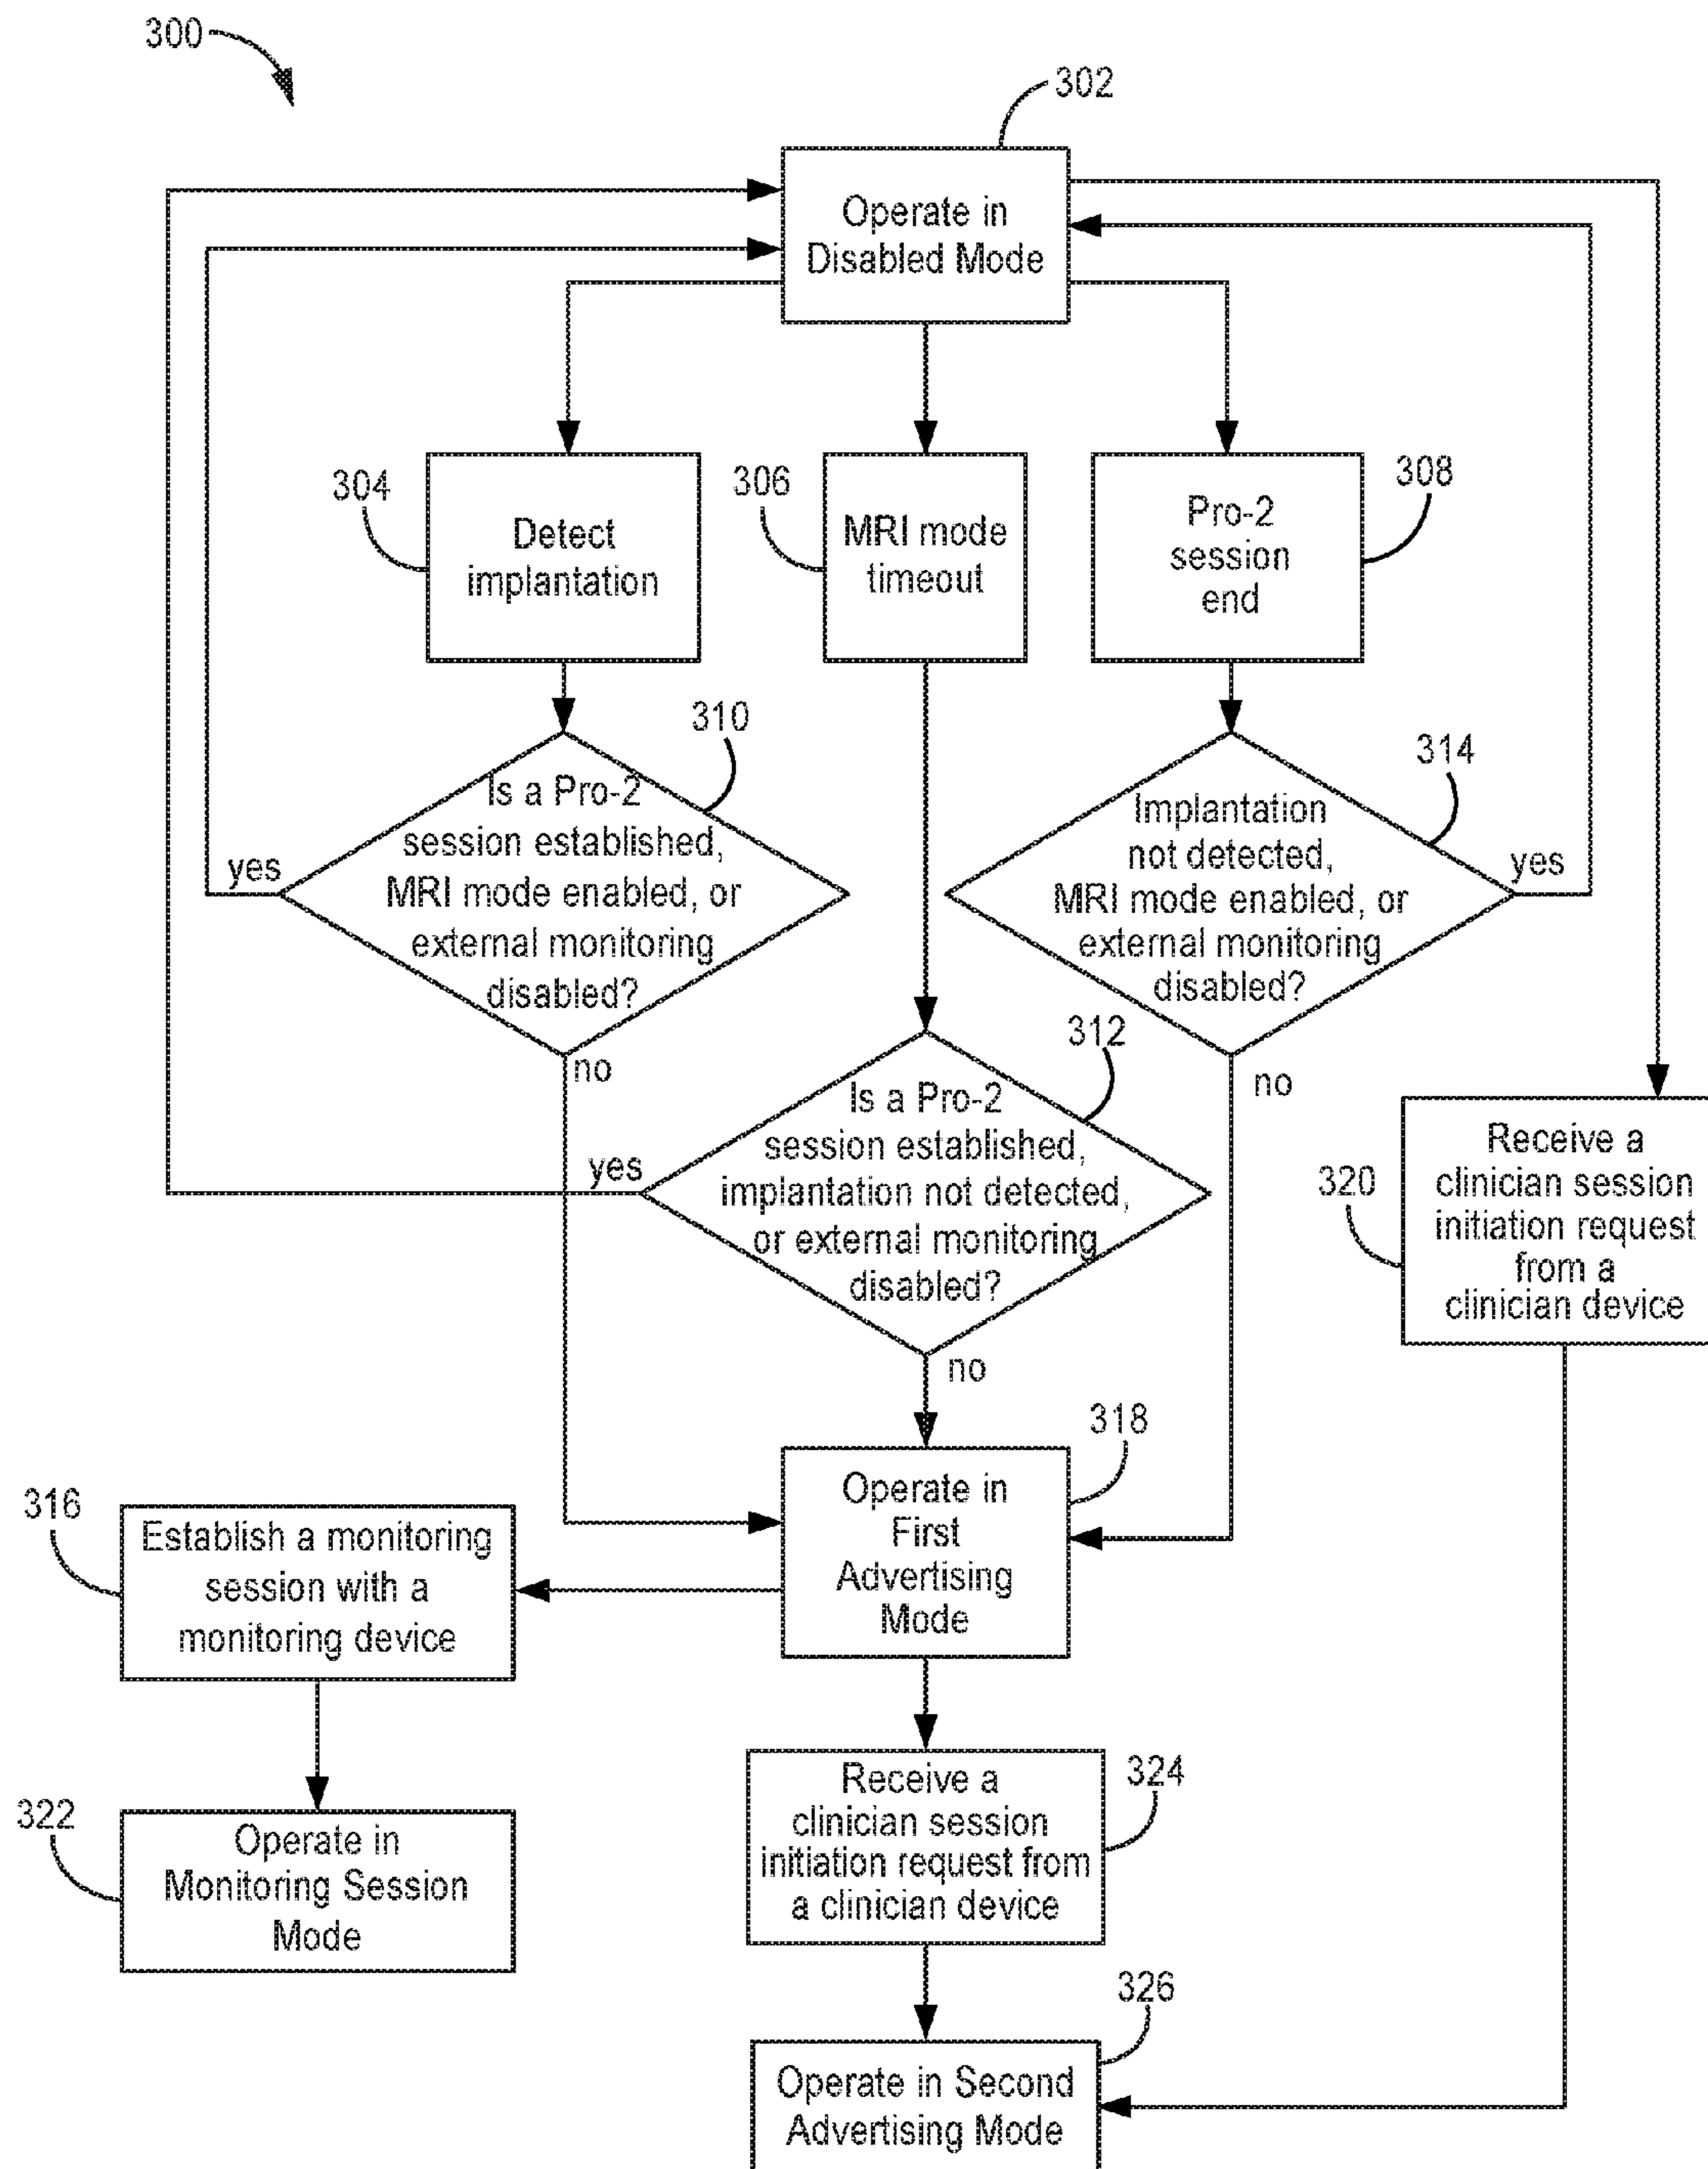 300
302
Operate in
Disabled Mode
304
Detect
implantation
306
MRI mode
timeout
308
Pro-2
session
end
310
Is a Pro-2
session established,
MRI mode enabled, or
external monitoring
disabled?
yes
no
314
Implantation
not detected,
MRI mode enabled, or
external monitoring
disabled?
yes
no
312
Is a Pro-2
session established,
implantation not detected,
or external monitoring
disabled?
yes
no
320
Receive a
clinician session
initiation request
from a
clinician device
318
Operate in
First
Advertising
Mode
316
Establish a monitoring
session with a
monitoring device
322
Operate in
Monitoring Session
Mode
324
Receive a
clinician session
initiation request from
a clinician device
326
Operate in Second
Advertising Mode